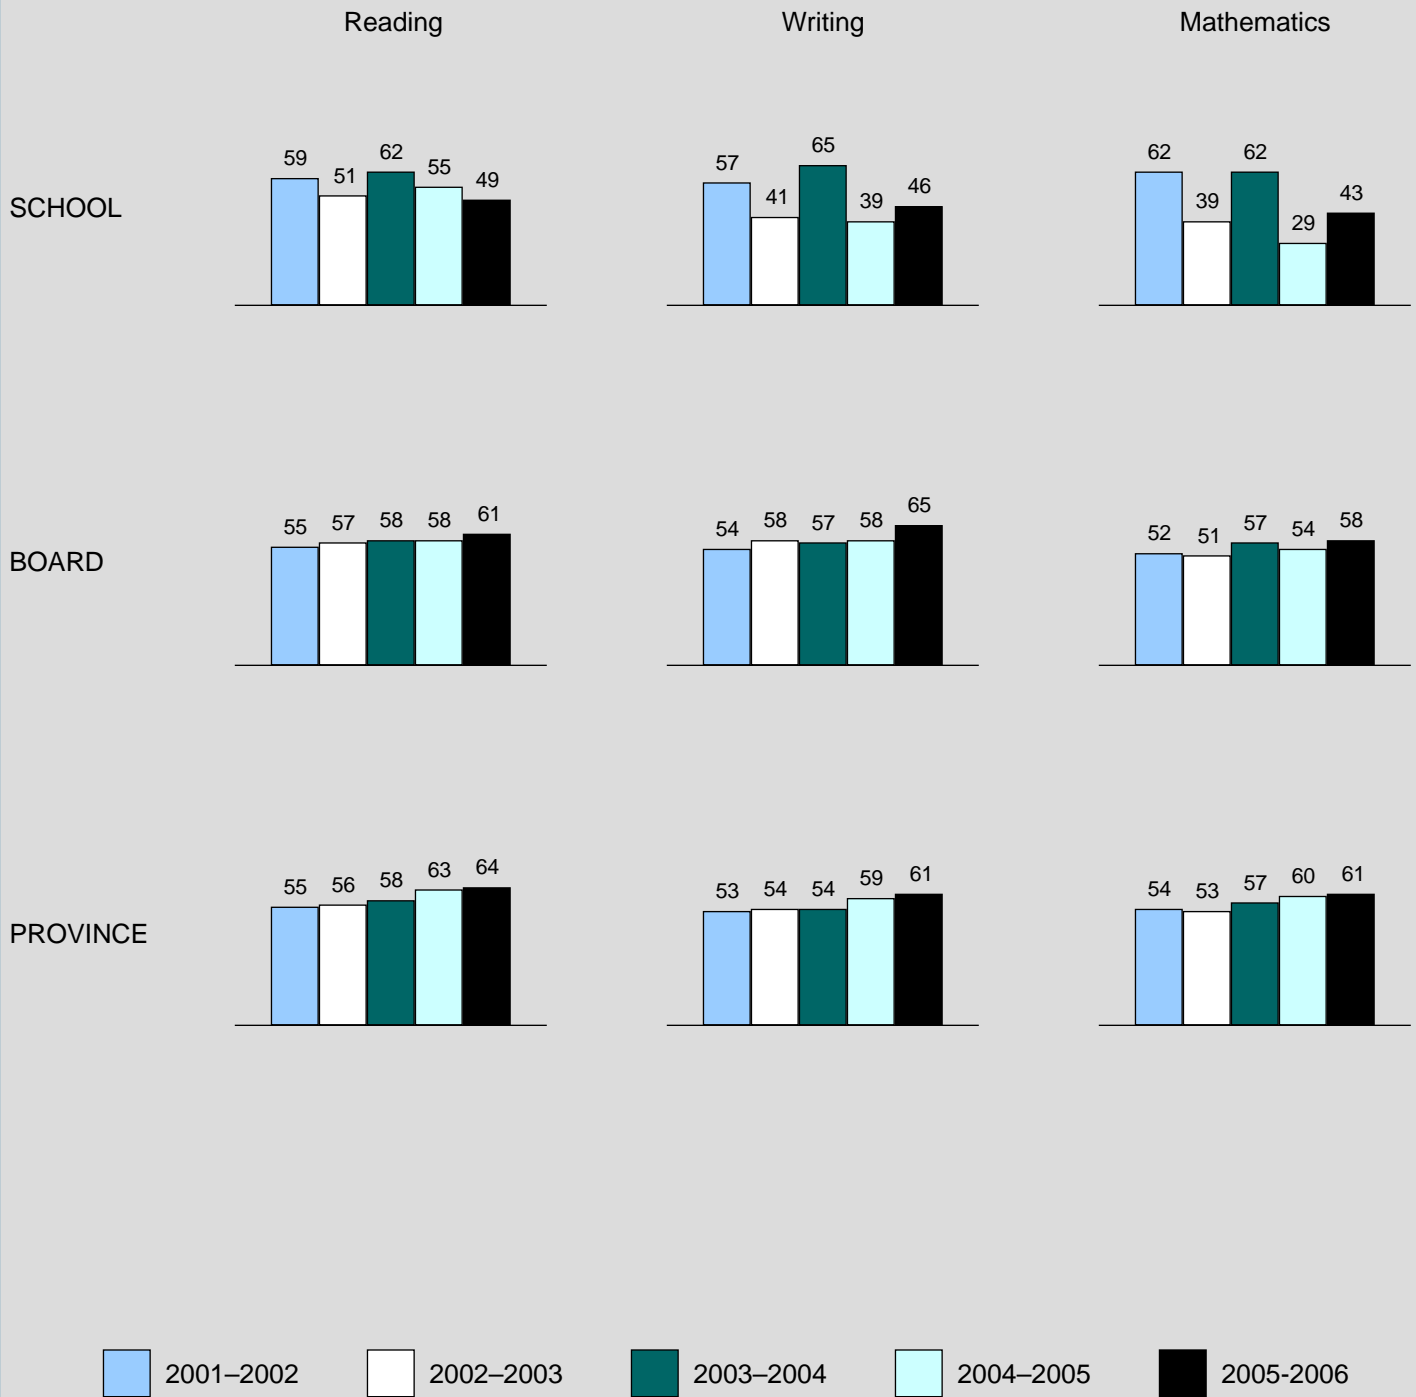 Reading Writing Mathematics
SCHOOL
59 51 62 55 49
57 41 65 39 46
62 39 62 29 43
BOARD
55 57 58 58 61
54 58 57 58 65
52 51 57 54 58
PROVINCE
55 56 58 63 64
53 54 54 59 61
54 53 57 60 61
2001–2002 2002–2003 2003–2004 2004–2005 2005-2006